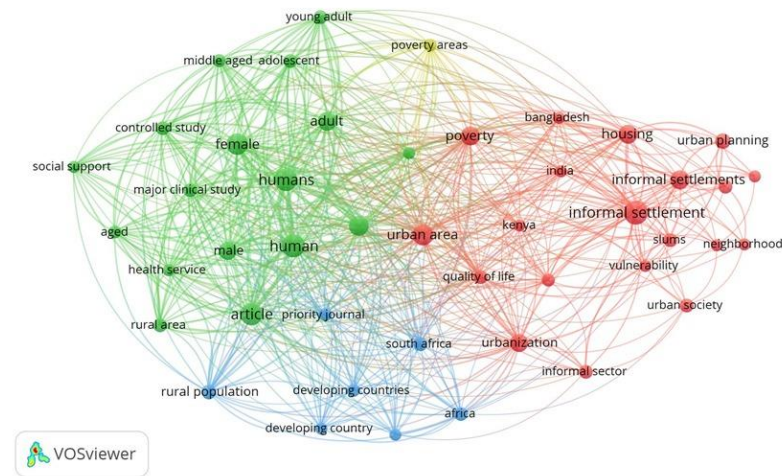 young adult
poverty areas
middle aged
adolescent
bangladesh
adult
controlled study
poverty
housing
female
urban planning
social support
india
humans
informal settlements
major clinical study
informal settlement
kenya
aged
urban area
slums
neighborhood
male
human
health service
vulnerability
quality of life
urban society
article
priority journal
rural area
south africa
urbanization
informal sector
rural population
developing countries
africa
developing country
VOSviewer